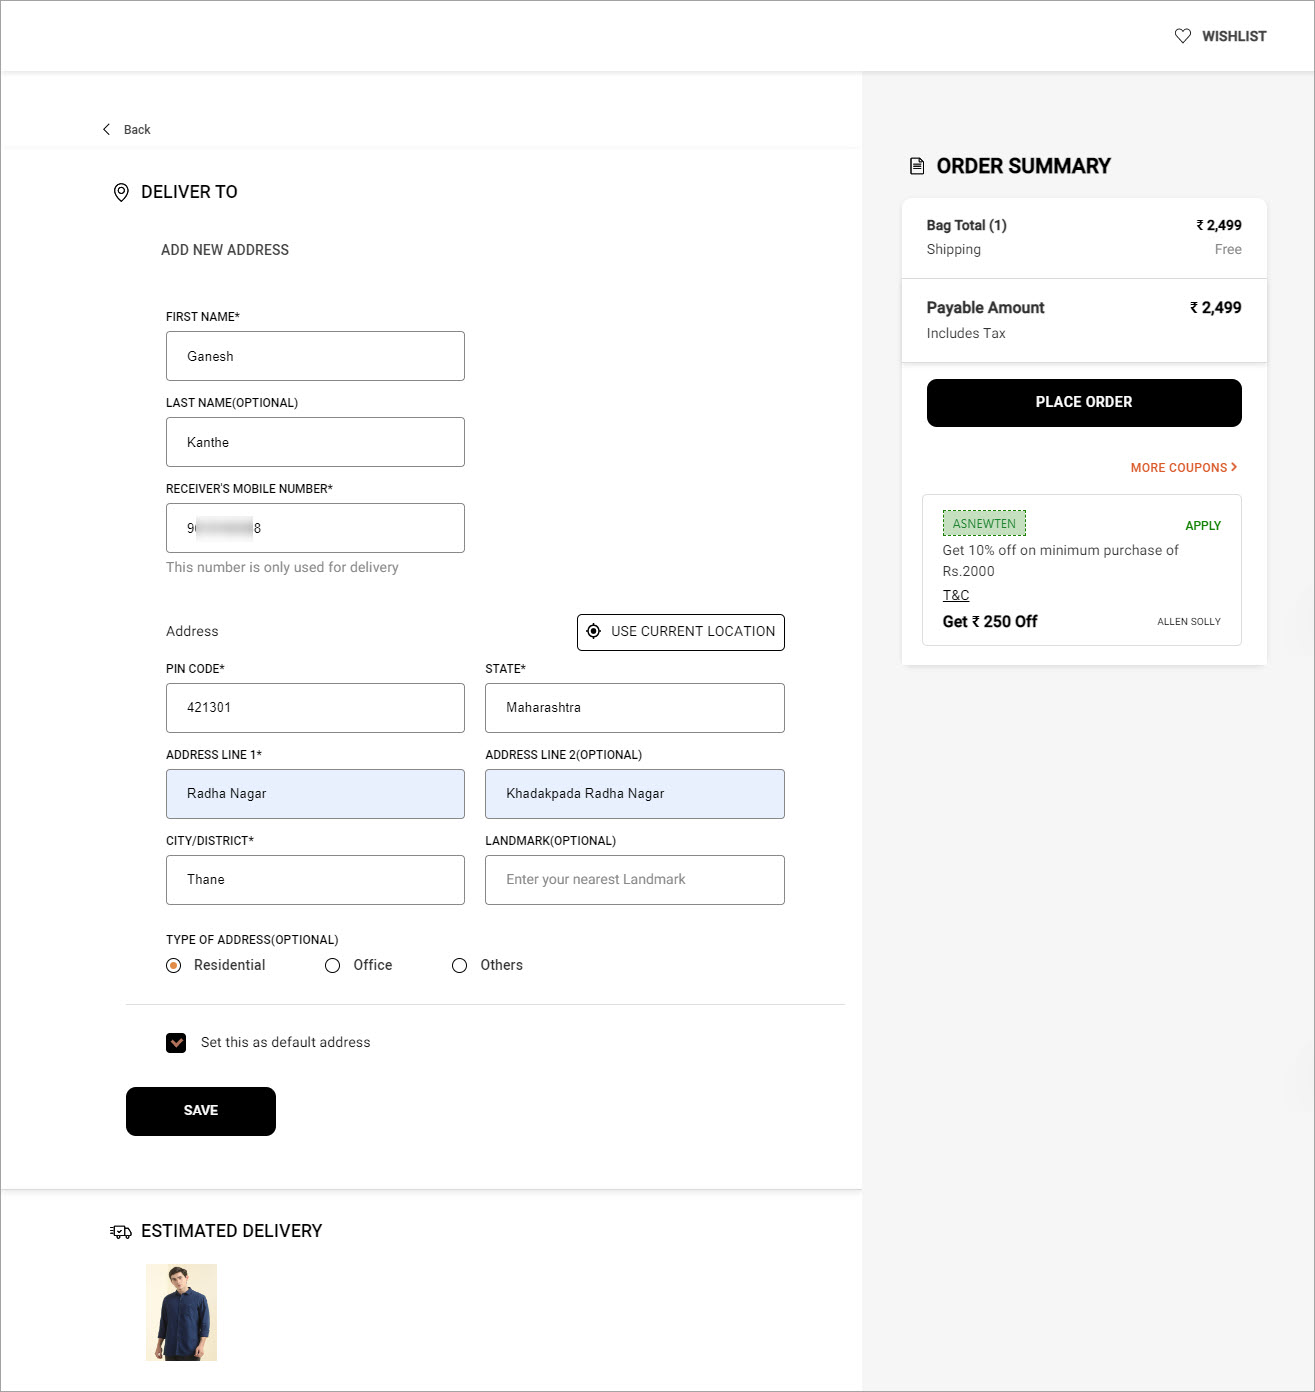 WISHLIST
Back
DELIVER TO
ADD NEW ADDRESS
FIRST NAME*
Ganesh
LAST NAME(OPTIONAL)
Kanthe
RECEIVER'S MOBILE NUMBER*
This number is only used for delivery
Address
USE CURRENT LOCATION
PIN CODE* STATE*
421301 Maharashtra
ADDRESS LINE 1* ADDRESS LINE 2(OPTIONAL)
Radha Nagar Khadakpada Radha Nagar
CITY/DISTRICT* LANDMARK(OPTIONAL)
Thane Enter your nearest Landmark
TYPE OF ADDRESS(OPTIONAL)
Residential Office Others
Set this as default address
SAVE
ESTIMATED DELIVERY
ORDER SUMMARY
Bag Total (1) ₹ 2,499
Shipping Free
Payable Amount ₹ 2,499
Includes Tax
PLACE ORDER
MORE COUPONS
ASNEWTEN APPLY
Get 10% off on minimum purchase of
Rs.2000
T&C
Get ₹ 250 Off ALLEN SOLLY